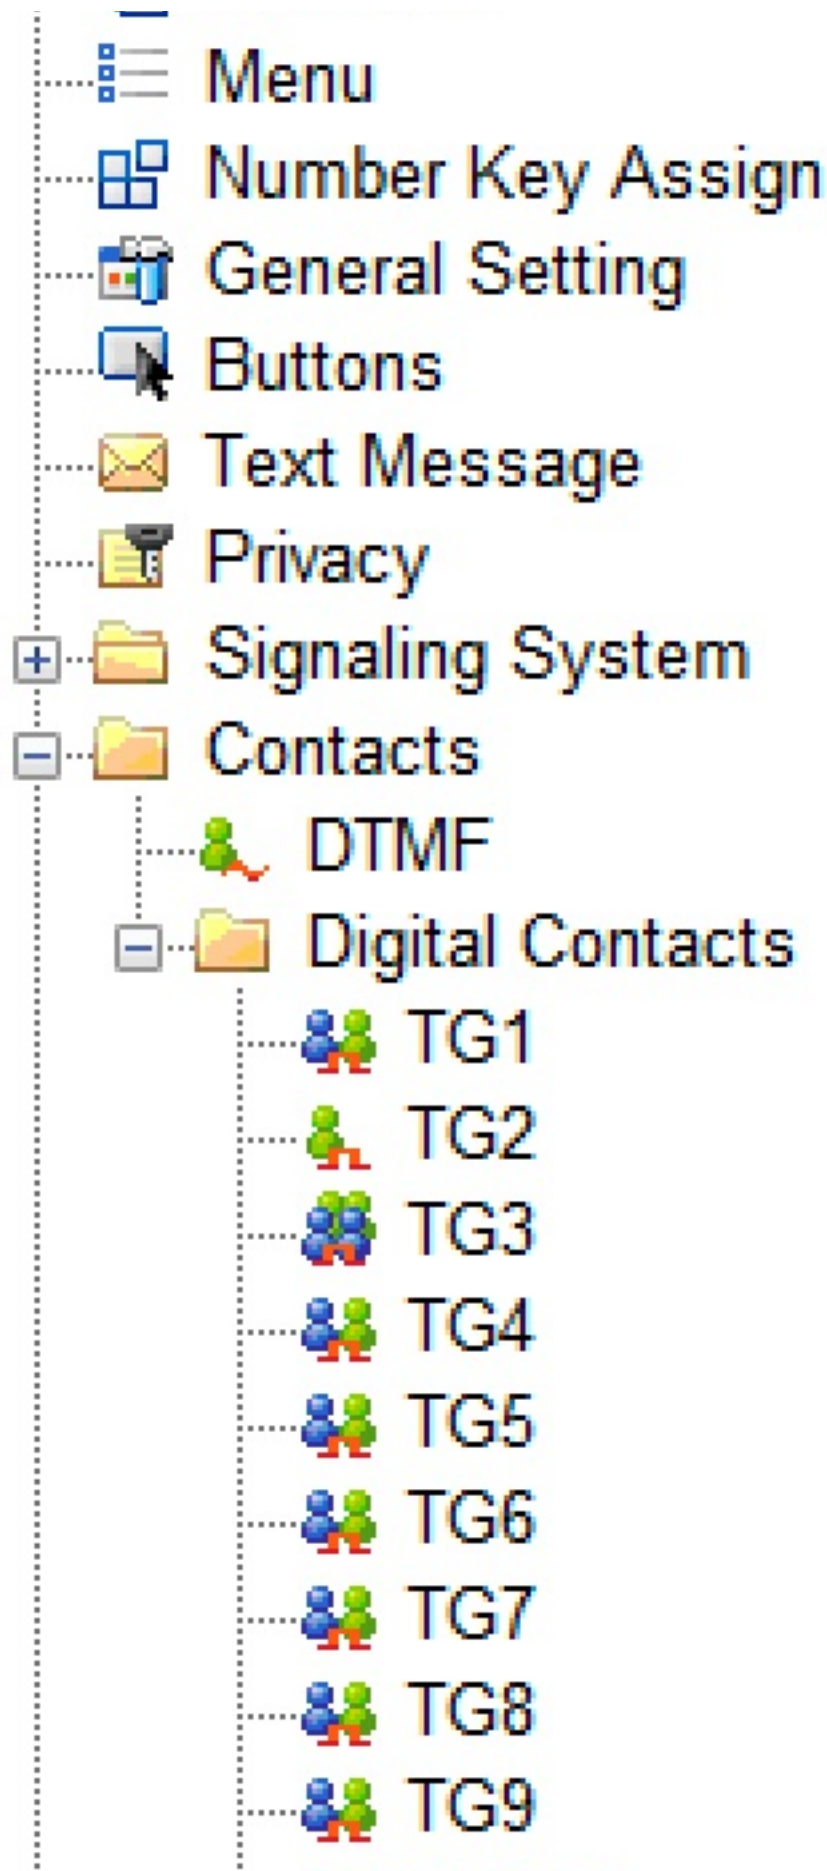 Menu
Number Key Assign
General Setting
Buttons
Text Message
Privacy
Signaling System
Contacts
DTMF
Digital Contacts
TG1
TG2
TG3
TG4
TG5
TG6
TG7
TG8
TG9